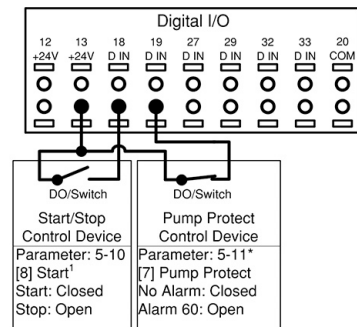 Digital I/O
12 13 18 19 27 29 32 33 20
+24V +24V D IN D IN D IN D IN D IN D IN COM
DO/Switch DO/Switch
Start/Stop
Control Device
Parameter: 5-10
[8] Start¹
Start: Closed
Stop: Open
Pump Protect
Control Device
Parameter: 5-11*
[7] Pump Protect
No Alarm: Closed
Alarm 60: Open